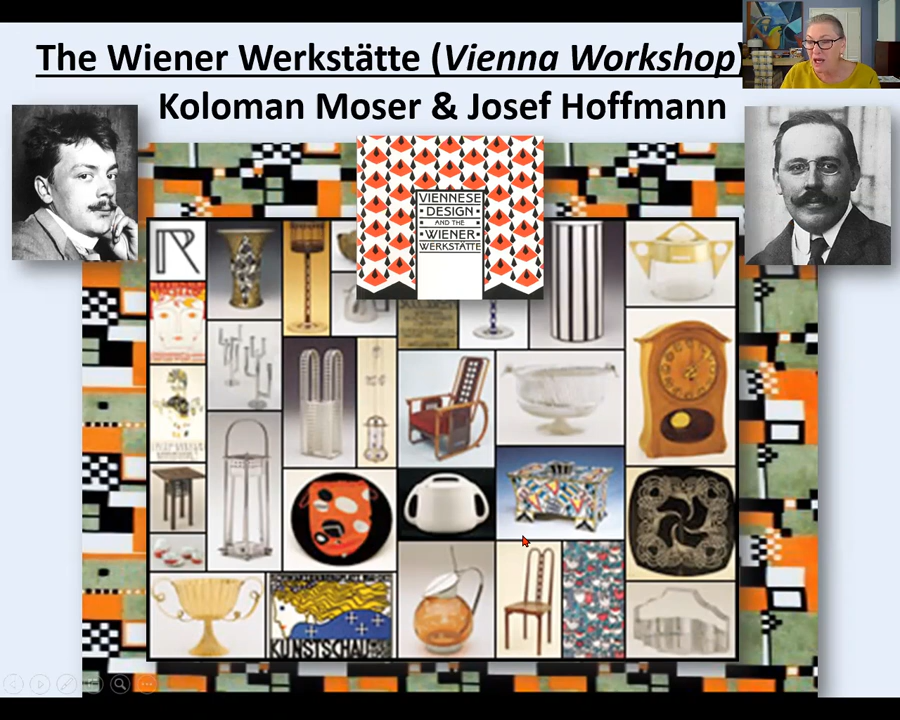 The Wiener Werkstätte (Vienna Workshop)
Koloman Moser & Josef Hoffmann
VIENNESE
DESIGN
AND THE
WIENER
WERKSTÄTTE
KUNSTSCHAU